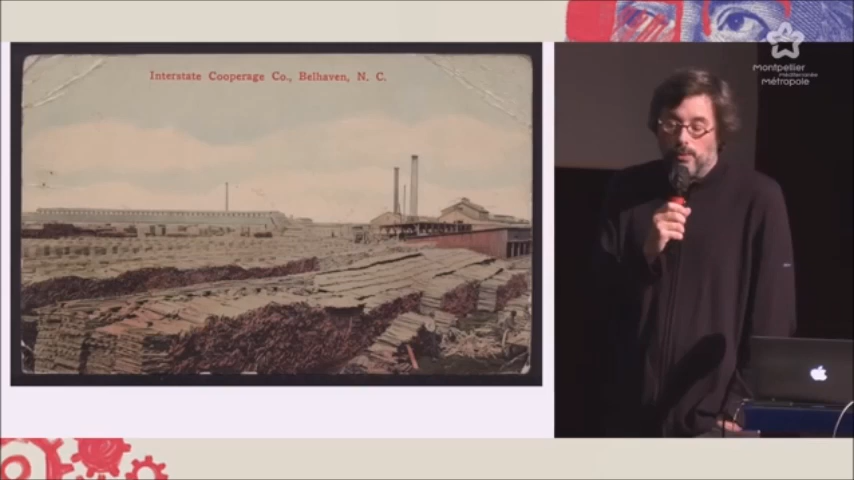 Interstate Cooperage Co., Belhaven, N. C.
montpellier
méditerranée
métropole